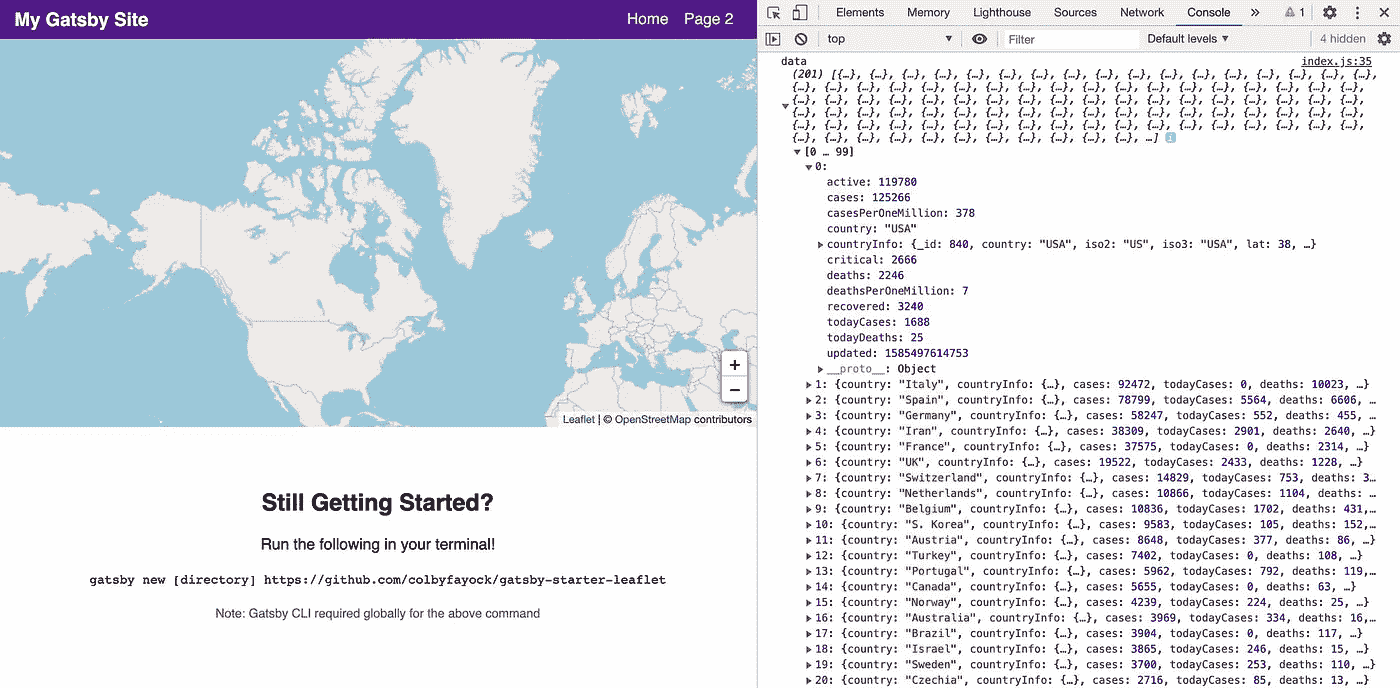 My Gatsby Site
Home Page 2
Leaflet | © OpenStreetMap contributors
+
−
Still Getting Started?
Run the following in your terminal!
gatsby new [directory] https://github.com/colbyfayock/gatsby-starter-leaflet
Note: Gatsby CLI required globally for the above command
Elements Memory Lighthouse Sources Network Console » 1
top Filter Default levels 4 hidden
data index.js:35
(201) [{…}, {…}, {…}, {…}, {…}, {…}, {…}, {…}, {…}, {…}, {…}, {…}, {…}, {…}, {…}, {…}, {…},
{…}, {…}, {…}, {…}, {…}, {…}, {…}, {…}, {…}, {…}, {…}, {…}, {…}, {…}, {…}, {…}, {…}, {…},
{…}, {…}, {…}, {…}, {…}, {…}, {…}, {…}, {…}, {…}, {…}, {…}, {…}, {…}, {…}, {…}, {…}, {…},
{…}, {…}, {…}, {…}, {…}, {…}, {…}, {…}, {…}, {…}, {…}, {…}, {…}, {…}, {…}, {…}, {…}, {…},
{…}, {…}, {…}, {…}, {…}, {…}, {…}, {…}, {…}, {…}, {…}, {…}, {…}, {…}, {…}, {…}, {…}, {…},
{…}, {…}, {…}, {…}, {…}, {…}, {…}, {…}, {…}, {…}, {…}, …] i
[0 … 99]
0:
active: 119780
cases: 125266
casesPerOneMillion: 378
country: "USA"
countryInfo: {_id: 840, country: "USA", iso2: "US", iso3: "USA", lat: 38, …}
critical: 2666
deaths: 2246
deathsPerOneMillion: 7
recovered: 3240
todayCases: 1688
todayDeaths: 25
updated: 1585497614753
__proto__: Object
1: {country: "Italy", countryInfo: {…}, cases: 92472, todayCases: 0, deaths: 10023, …}
2: {country: "Spain", countryInfo: {…}, cases: 78799, todayCases: 5564, deaths: 6606, …
3: {country: "Germany", countryInfo: {…}, cases: 58247, todayCases: 552, deaths: 455, …
4: {country: "Iran", countryInfo: {…}, cases: 38309, todayCases: 2901, deaths: 2640, …}
5: {country: "France", countryInfo: {…}, cases: 37575, todayCases: 0, deaths: 2314, …}
6: {country: "UK", countryInfo: {…}, cases: 19522, todayCases: 2433, deaths: 1228, …}
7: {country: "Switzerland", countryInfo: {…}, cases: 14829, todayCases: 753, deaths: 3…
8: {country: "Netherlands", countryInfo: {…}, cases: 10866, todayCases: 1104, deaths: …
9: {country: "Belgium", countryInfo: {…}, cases: 10836, todayCases: 1702, deaths: 431,…
10: {country: "S. Korea", countryInfo: {…}, cases: 9583, todayCases: 105, deaths: 152,…
11: {country: "Austria", countryInfo: {…}, cases: 8648, todayCases: 377, deaths: 86, …}
12: {country: "Turkey", countryInfo: {…}, cases: 7402, todayCases: 0, deaths: 108, …}
13: {country: "Portugal", countryInfo: {…}, cases: 5962, todayCases: 792, deaths: 119,…
14: {country: "Canada", countryInfo: {…}, cases: 5655, todayCases: 0, deaths: 63, …}
15: {country: "Norway", countryInfo: {…}, cases: 4239, todayCases: 224, deaths: 25, …}
16: {country: "Australia", countryInfo: {…}, cases: 3969, todayCases: 334, deaths: 16,…
17: {country: "Brazil", countryInfo: {…}, cases: 3904, todayCases: 0, deaths: 117, …}
18: {country: "Israel", countryInfo: {…}, cases: 3865, todayCases: 246, deaths: 15, …}
19: {country: "Sweden", countryInfo: {…}, cases: 3700, todayCases: 253, deaths: 110, …}
20: {country: "Czechia", countryInfo: {…}, cases: 2716, todayCases: 85, deaths: 13, …}